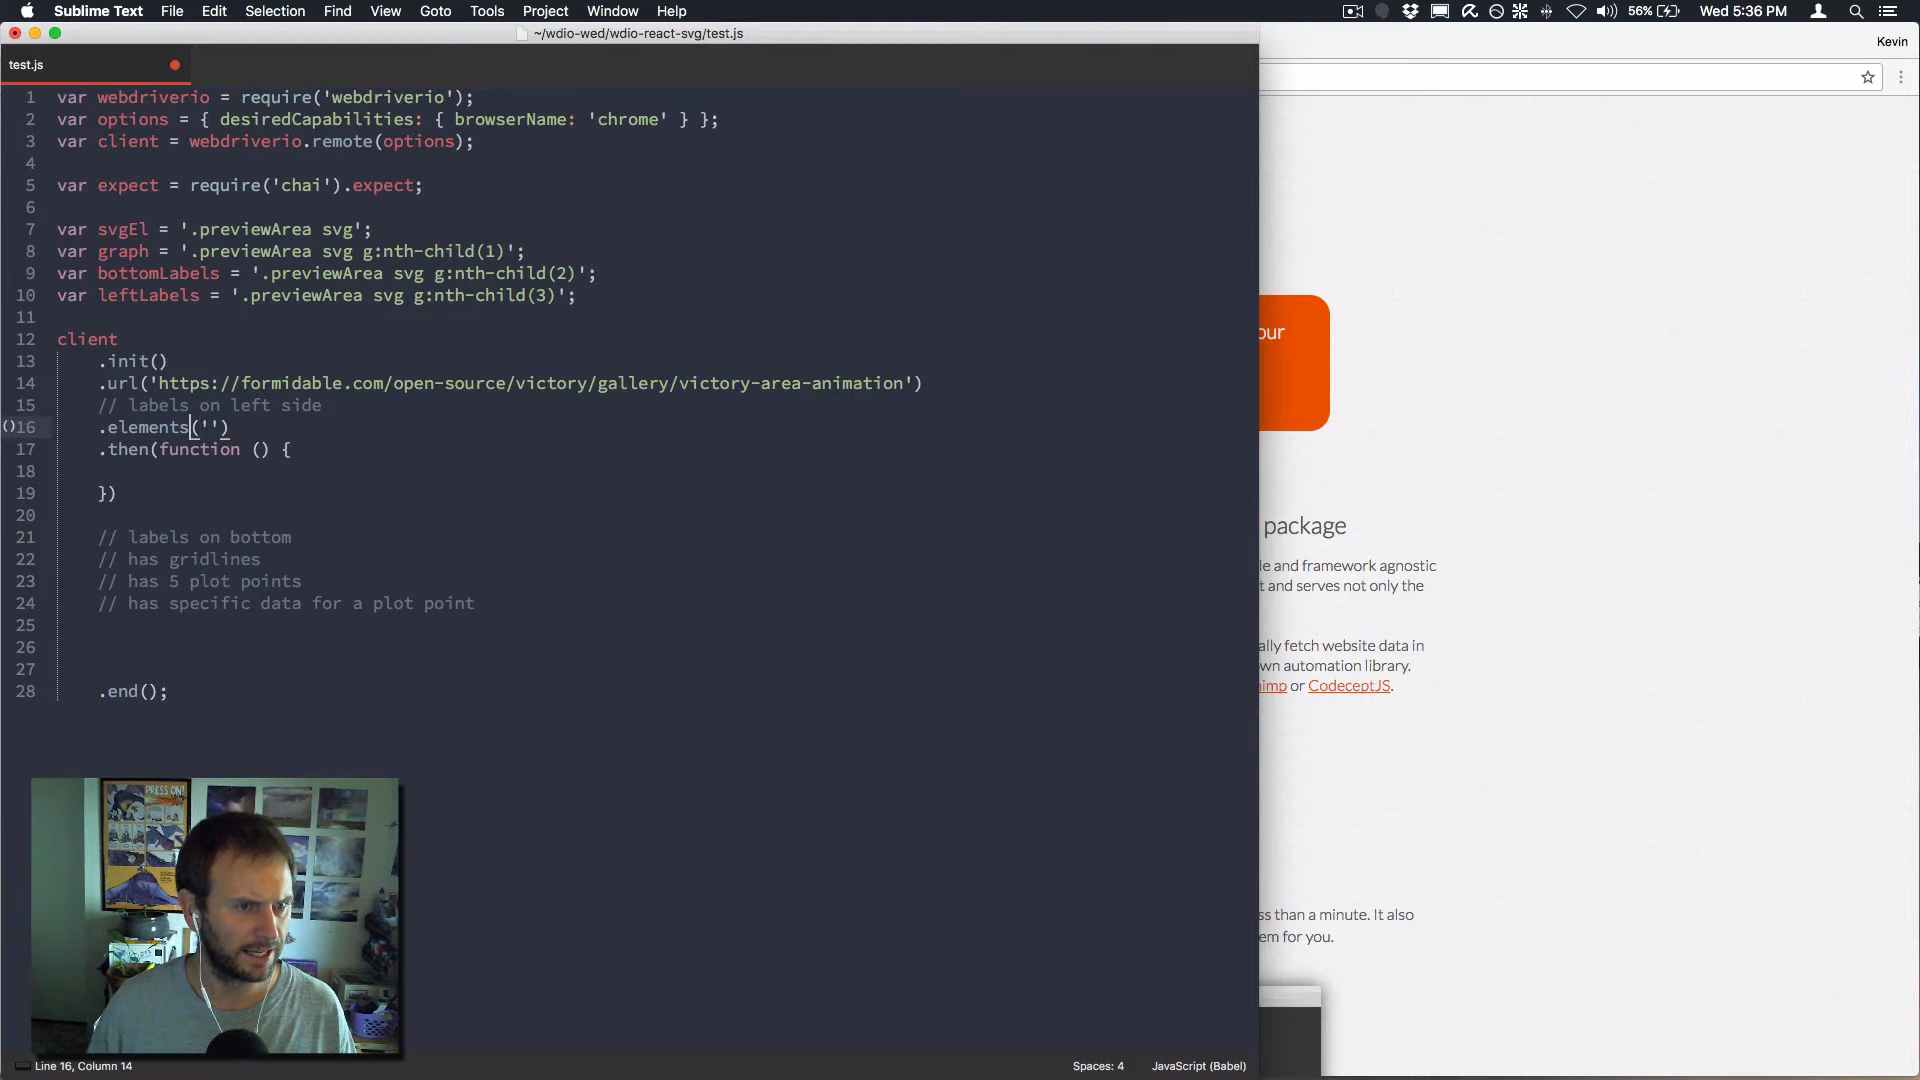 Sublime Text File Edit Selection Find View Goto Tools Project Window Help 56% Wed 5:36 PM
~/wdio-wed/wdio-react-svg/test.js
Kevin
test.js
1 var webdriverio = require('webdriverio');
2 var options = { desiredCapabilities: { browserName: 'chrome' } };
3 var client = webdriverio.remote(options);
4
5 var expect = require('chai').expect;
6
7 var svgEl = '.previewArea svg';
8 var graph = '.previewArea svg g:nth-child(1)';
9 var bottomLabels = '.previewArea svg g:nth-child(2)';
10 var leftLabels = '.previewArea svg g:nth-child(3)';
11
12 client
13 .init()
14 .url('https://formidable.com/open-source/victory/gallery/victory-area-animation')
15 // labels on left side
()16 .elements('')
17 .then(function () {
18
19 })
20
21 // labels on bottom
22 // has gridlines
23 // has 5 plot points
24 // has specific data for a plot point
25
26
27
28 .end();
our
package
le and framework agnostic
t and serves not only the
ally fetch website data in
wn automation library.
imp or CodeceptJS.
ss than a minute. It also
em for you.
PRESS ON!
Line 16, Column 14 Spaces: 4 JavaScript (Babel)